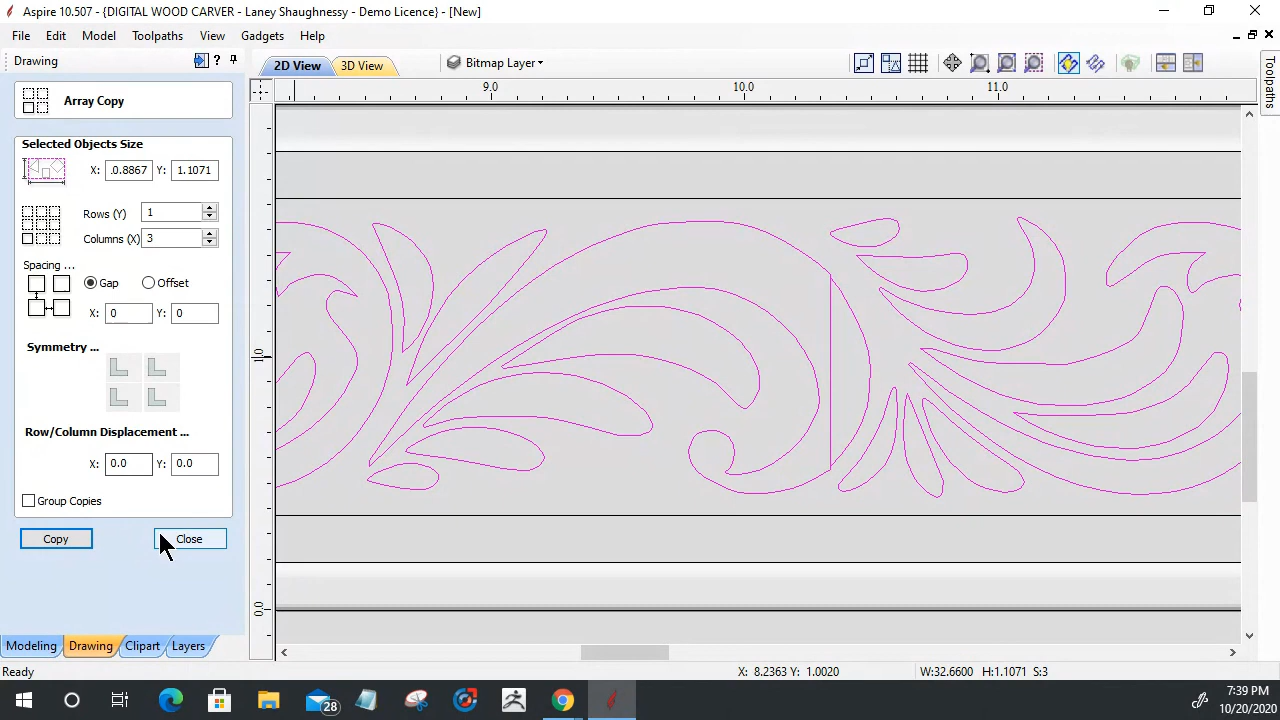 Aspire 10.507 - {DIGITAL WOOD CARVER - Laney Shaughnessy - Demo Licence} - [New]
File Edit Model Toolpaths View Gadgets Help
Drawing ?
2D View 3D View Bitmap Layer
Toolpaths
Array Copy
9.0 10.0 11.0
Selected Objects Size
X: .0.8867 Y: 1.1071
Rows (Y) 1
Columns (X) 3
Spacing ...
Gap Offset
X: 0 Y: 0
Symmetry ...
1.0
Row/Column Displacement ...
X: 0.0 Y: 0.0
Group Copies
Copy Close
0.0
Modeling Drawing Clipart Layers
Ready X: 8.2363 Y: 1.0020 W:32.6600 H:1.1071 S:3
28
7:39 PM
10/20/2020